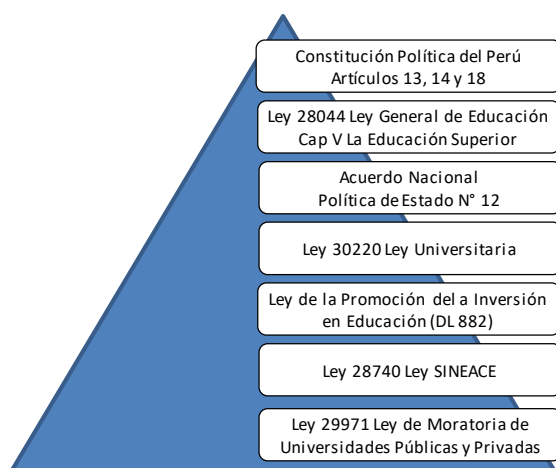 Constitución Política del Perú
Artículos 13, 14 y 18
Ley 28044 Ley General de Educación
Cap V La Educación Superior
Acuerdo Nacional
Política de Estado N° 12
Ley 30220 Ley Universitaria
Ley de la Promoción del a Inversión
en Educación (DL 882)
Ley 28740 Ley SINEACE
Ley 29971 Ley de Moratoria de
Universidades Públicas y Privadas